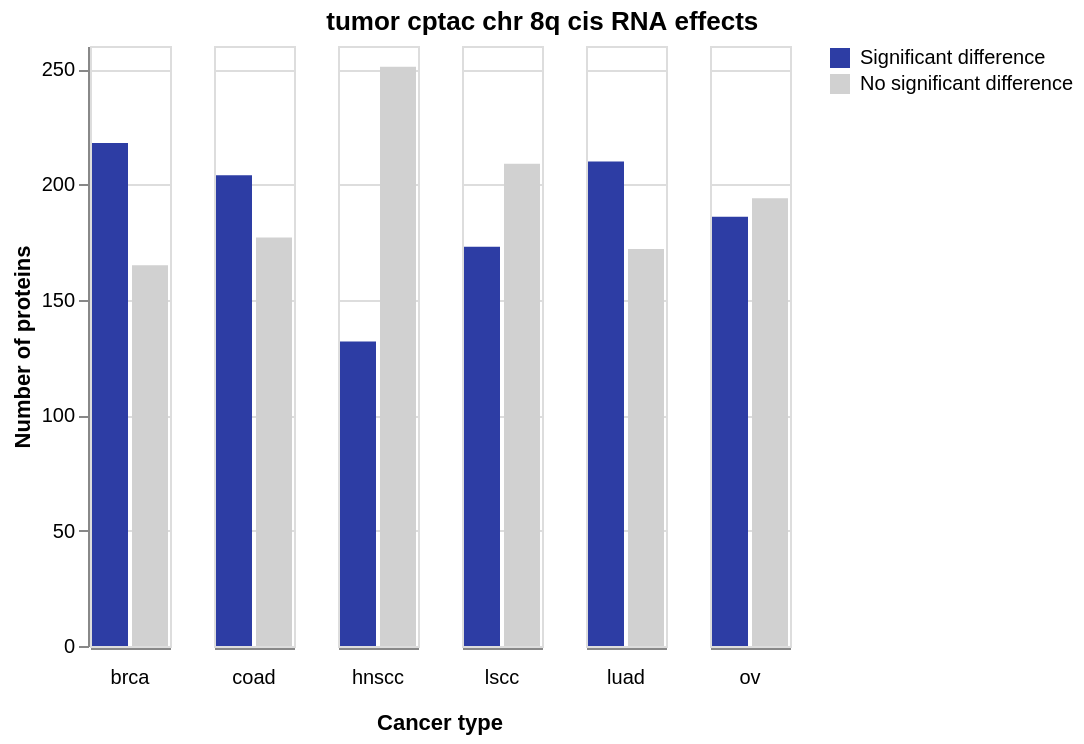 tumor cptac chr 8q cis RNA effects
Significant difference
No significant difference
Number of proteins
250
200
150
100
50
0
brca coad hnscc lscc luad ov
Cancer type